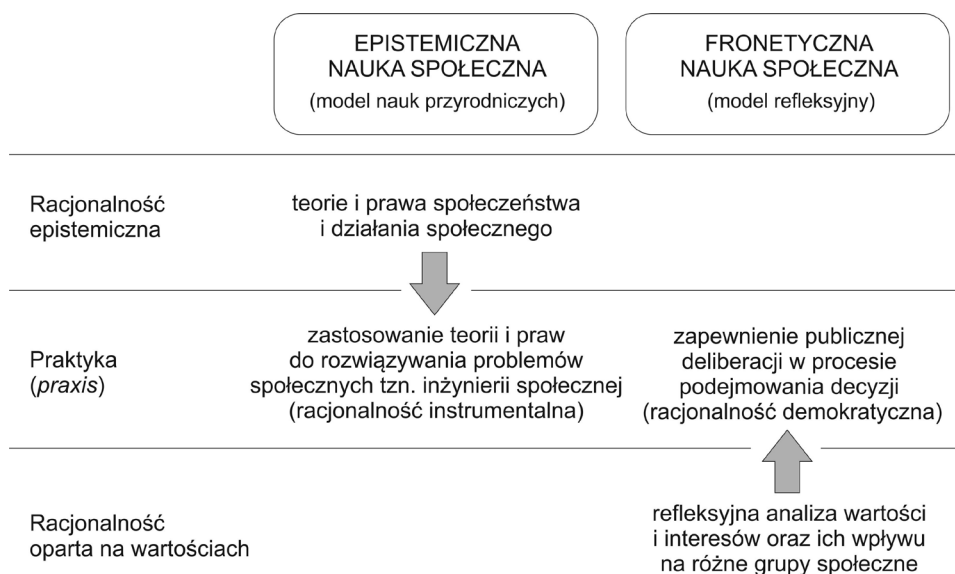 EPISTEMICZNA
NAUKA SPOŁECZNA
(model nauk przyrodniczych)
FRONETYCZNA
NAUKA SPOŁECZNA
(model refleksyjny)
Racjonalność
epistemiczna
teorie i prawa społeczeństwa
i działania społecznego
Praktyka
(praxis)
zastosowanie teorii i praw
do rozwiązywania problemów
społecznych tzn. inżynierii społecznej
(racjonalność instrumentalna)
zapewnienie publicznej
deliberacji w procesie
podejmowania decyzji
(racjonalność demokratyczna)
Racjonalność
oparta na wartościach
refleksyjna analiza wartości
i interesów oraz ich wpływu
na różne grupy społeczne